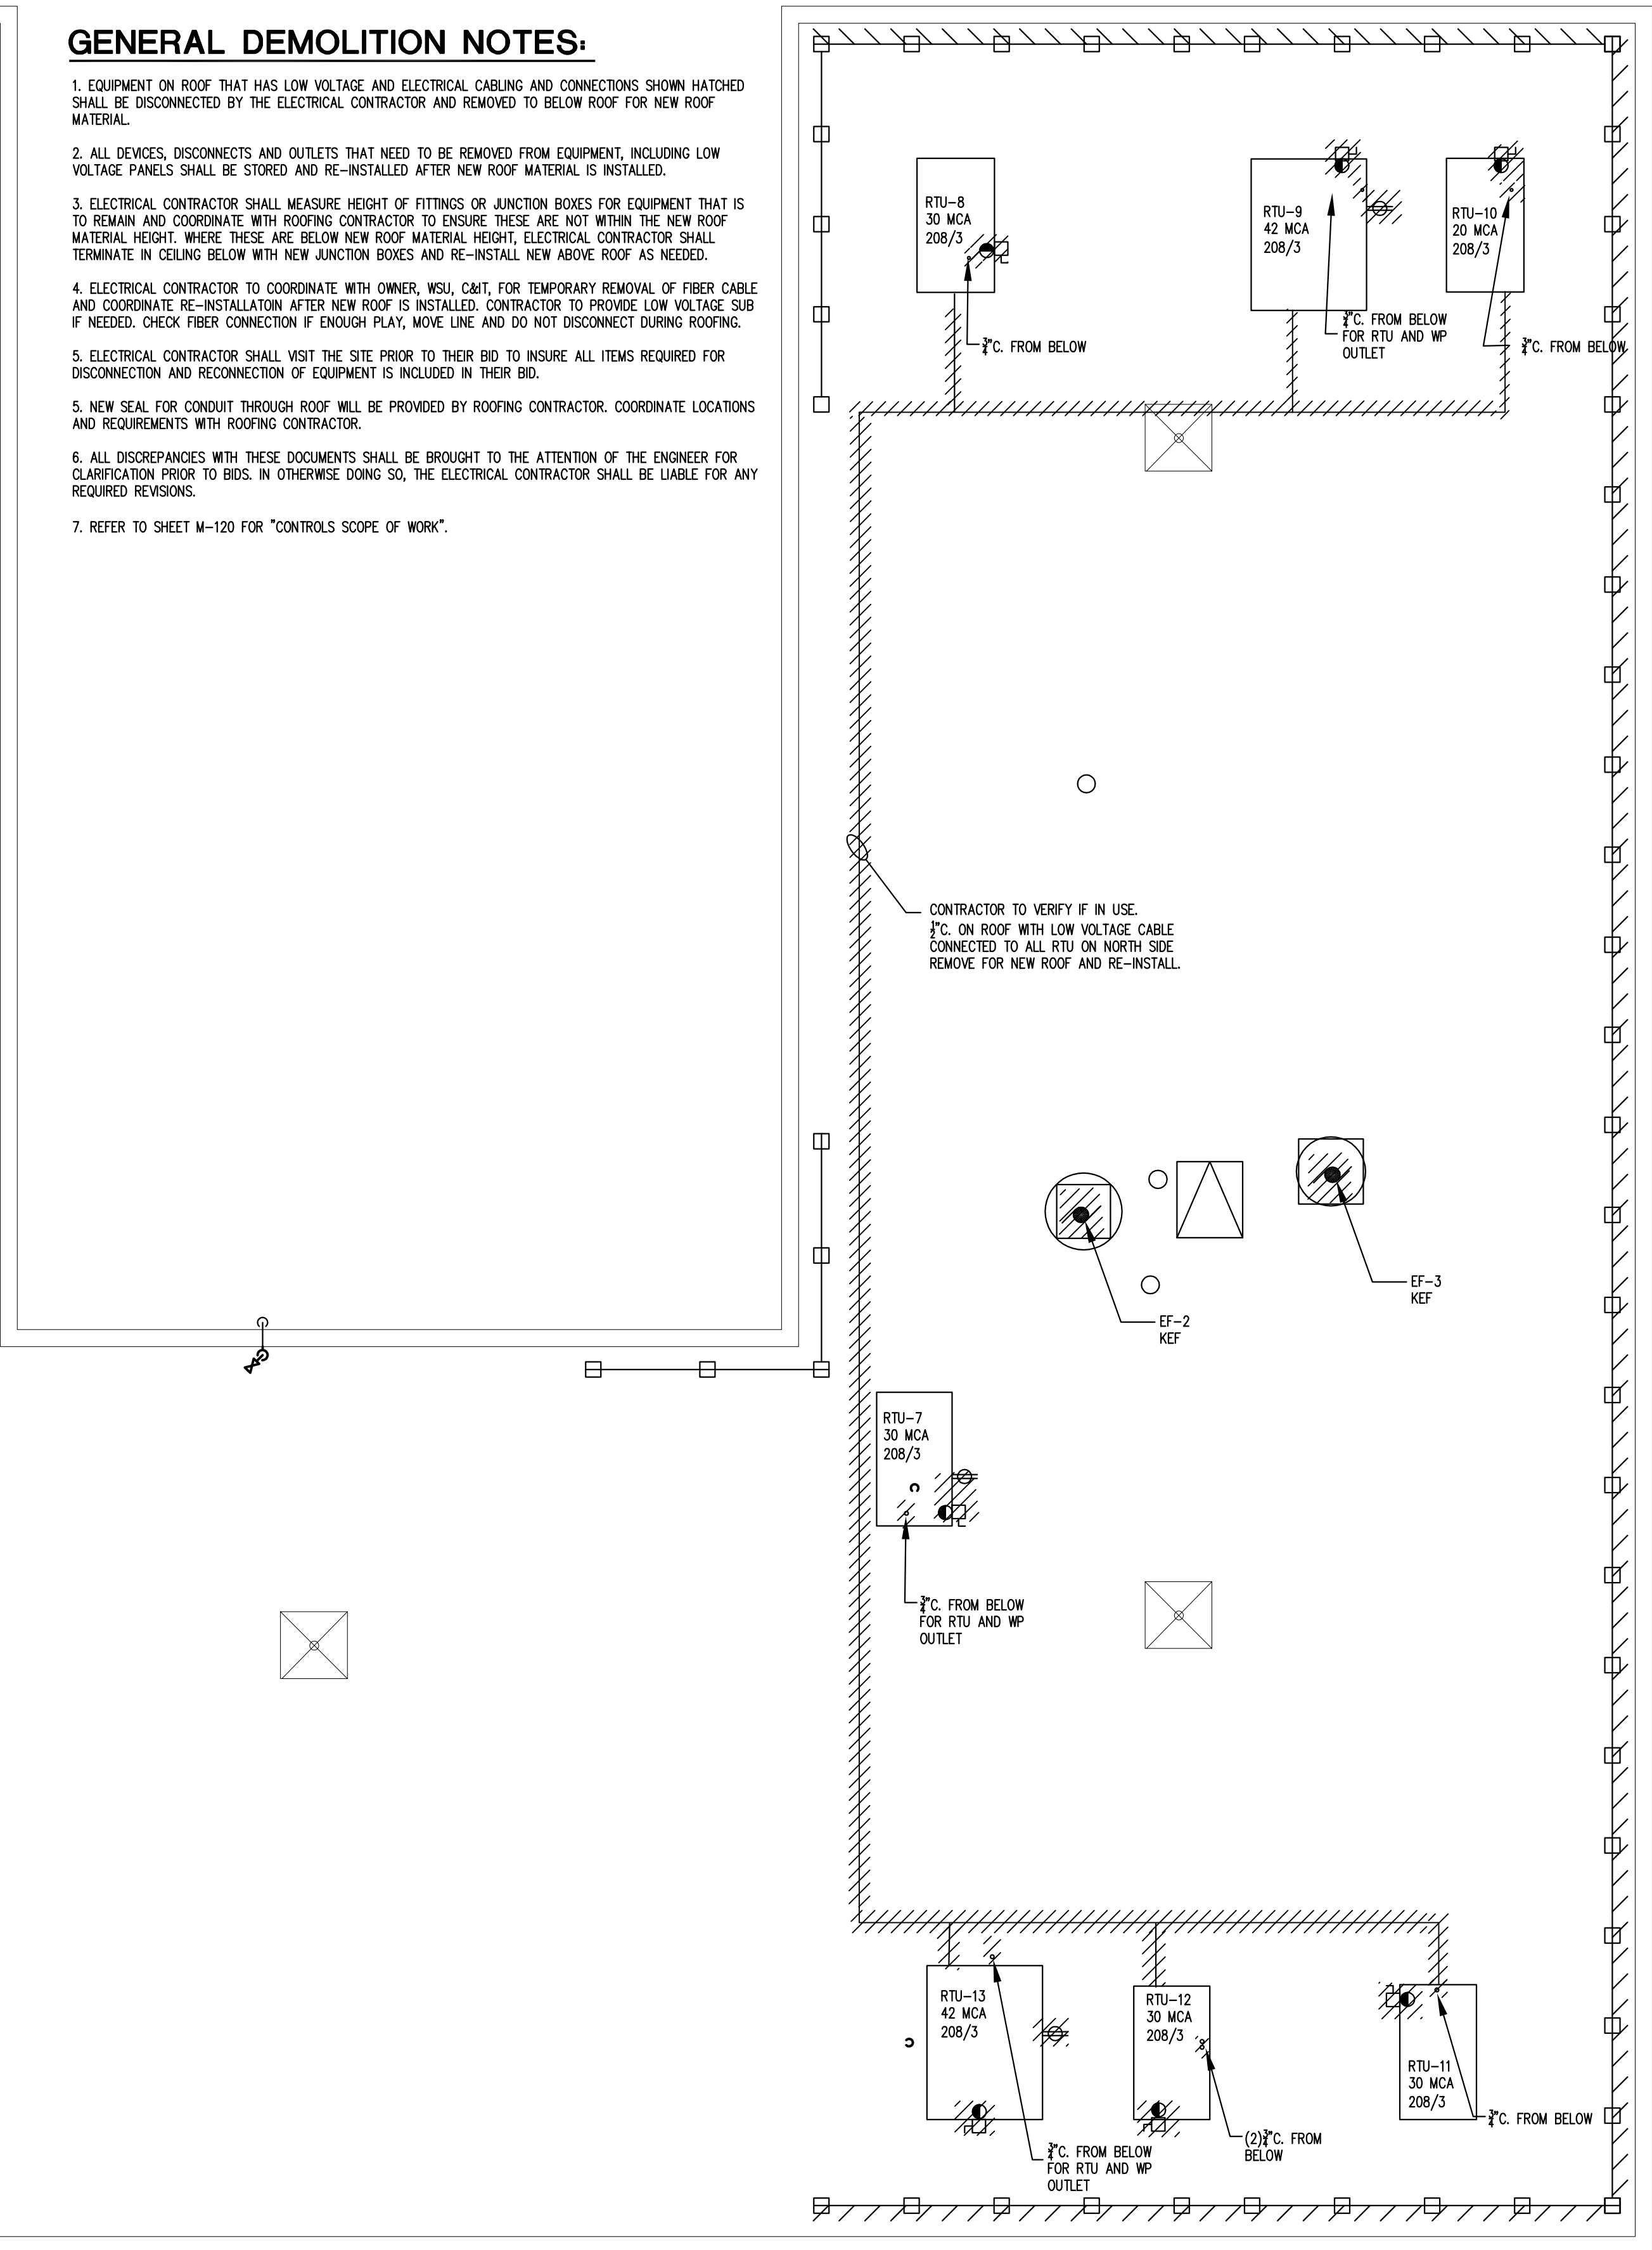 GENERAL DEMOLITION NOTES:
1. EQUIPMENT ON ROOF THAT HAS LOW VOLTAGE AND ELECTRICAL CABLING AND CONNECTIONS SHOWN HATCHED
SHALL BE DISCONNECTED BY THE ELECTRICAL CONTRACTOR AND REMOVED TO BELOW ROOF FOR NEW ROOF
MATERIAL.
2. ALL DEVICES, DISCONNECTS AND OUTLETS THAT NEED TO BE REMOVED FROM EQUIPMENT, INCLUDING LOW
VOLTAGE PANELS SHALL BE STORED AND RE-INSTALLED AFTER NEW ROOF MATERIAL IS INSTALLED.
3. ELECTRICAL CONTRACTOR SHALL MEASURE HEIGHT OF FITTINGS OR JUNCTION BOXES FOR EQUIPMENT THAT IS
TO REMAIN AND COORDINATE WITH ROOFING CONTRACTOR TO ENSURE THESE ARE NOT WITHIN THE NEW ROOF
MATERIAL HEIGHT. WHERE THESE ARE BELOW NEW ROOF MATERIAL HEIGHT, ELECTRICAL CONTRACTOR SHALL
TERMINATE IN CEILING BELOW WITH NEW JUNCTION BOXES AND RE-INSTALL NEW ABOVE ROOF AS NEEDED.
4. ELECTRICAL CONTRACTOR TO COORDINATE WITH OWNER, WSU, C&IT, FOR TEMPORARY REMOVAL OF FIBER CABLE
AND COORDINATE RE-INSTALLATOIN AFTER NEW ROOF IS INSTALLED. CONTRACTOR TO PROVIDE LOW VOLTAGE SUB
IF NEEDED. CHECK FIBER CONNECTION IF ENOUGH PLAY, MOVE LINE AND DO NOT DISCONNECT DURING ROOFING.
5. ELECTRICAL CONTRACTOR SHALL VISIT THE SITE PRIOR TO THEIR BID TO INSURE ALL ITEMS REQUIRED FOR
DISCONNECTION AND RECONNECTION OF EQUIPMENT IS INCLUDED IN THEIR BID.
5. NEW SEAL FOR CONDUIT THROUGH ROOF WILL BE PROVIDED BY ROOFING CONTRACTOR. COORDINATE LOCATIONS
AND REQUIREMENTS WITH ROOFING CONTRACTOR.
6. ALL DISCREPANCIES WITH THESE DOCUMENTS SHALL BE BROUGHT TO THE ATTENTION OF THE ENGINEER FOR
CLARIFICATION PRIOR TO BIDS. IN OTHERWISE DOING SO, THE ELECTRICAL CONTRACTOR SHALL BE LIABLE FOR ANY
REQUIRED REVISIONS.
7. REFER TO SHEET M-120 FOR "CONTROLS SCOPE OF WORK".
RTU-8
30 MCA
208/3
3/4"C. FROM BELOW
RTU-9
42 MCA
208/3
3/4"C. FROM BELOW
FOR RTU AND WP
OUTLET
RTU-10
20 MCA
208/3
3/4"C. FROM BELOW
CONTRACTOR TO VERIFY IF IN USE.
1/2"C. ON ROOF WITH LOW VOLTAGE CABLE
CONNECTED TO ALL RTU ON NORTH SIDE
REMOVE FOR NEW ROOF AND RE-INSTALL.
EF-3
KEF
EF-2
KEF
RTU-7
30 MCA
208/3
C
3/4"C. FROM BELOW
FOR RTU AND WP
OUTLET
RTU-13
42 MCA
208/3
C
3/4"C. FROM BELOW
FOR RTU AND WP
OUTLET
RTU-12
30 MCA
208/3
(2)3/4"C. FROM
BELOW
RTU-11
30 MCA
208/3
3/4"C. FROM BELOW